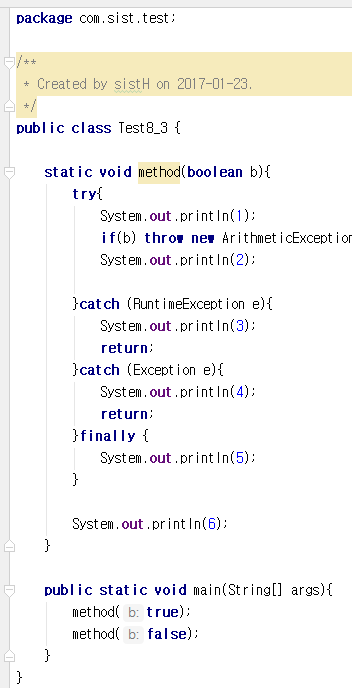 package com.sist.test;
/**
* Created by sistH on 2017-01-23.
*/
public class Test8_3 {
static void method(boolean b){
try{
System.out.println(1);
if(b) throw new ArithmeticException
System.out.println(2);
}catch (RuntimeException e){
System.out.println(3);
return;
}catch (Exception e){
System.out.println(4);
return;
}finally {
System.out.println(5);
}
System.out.println(6);
}
public static void main(String[] args){
method( b: true);
method( b: false);
}
}